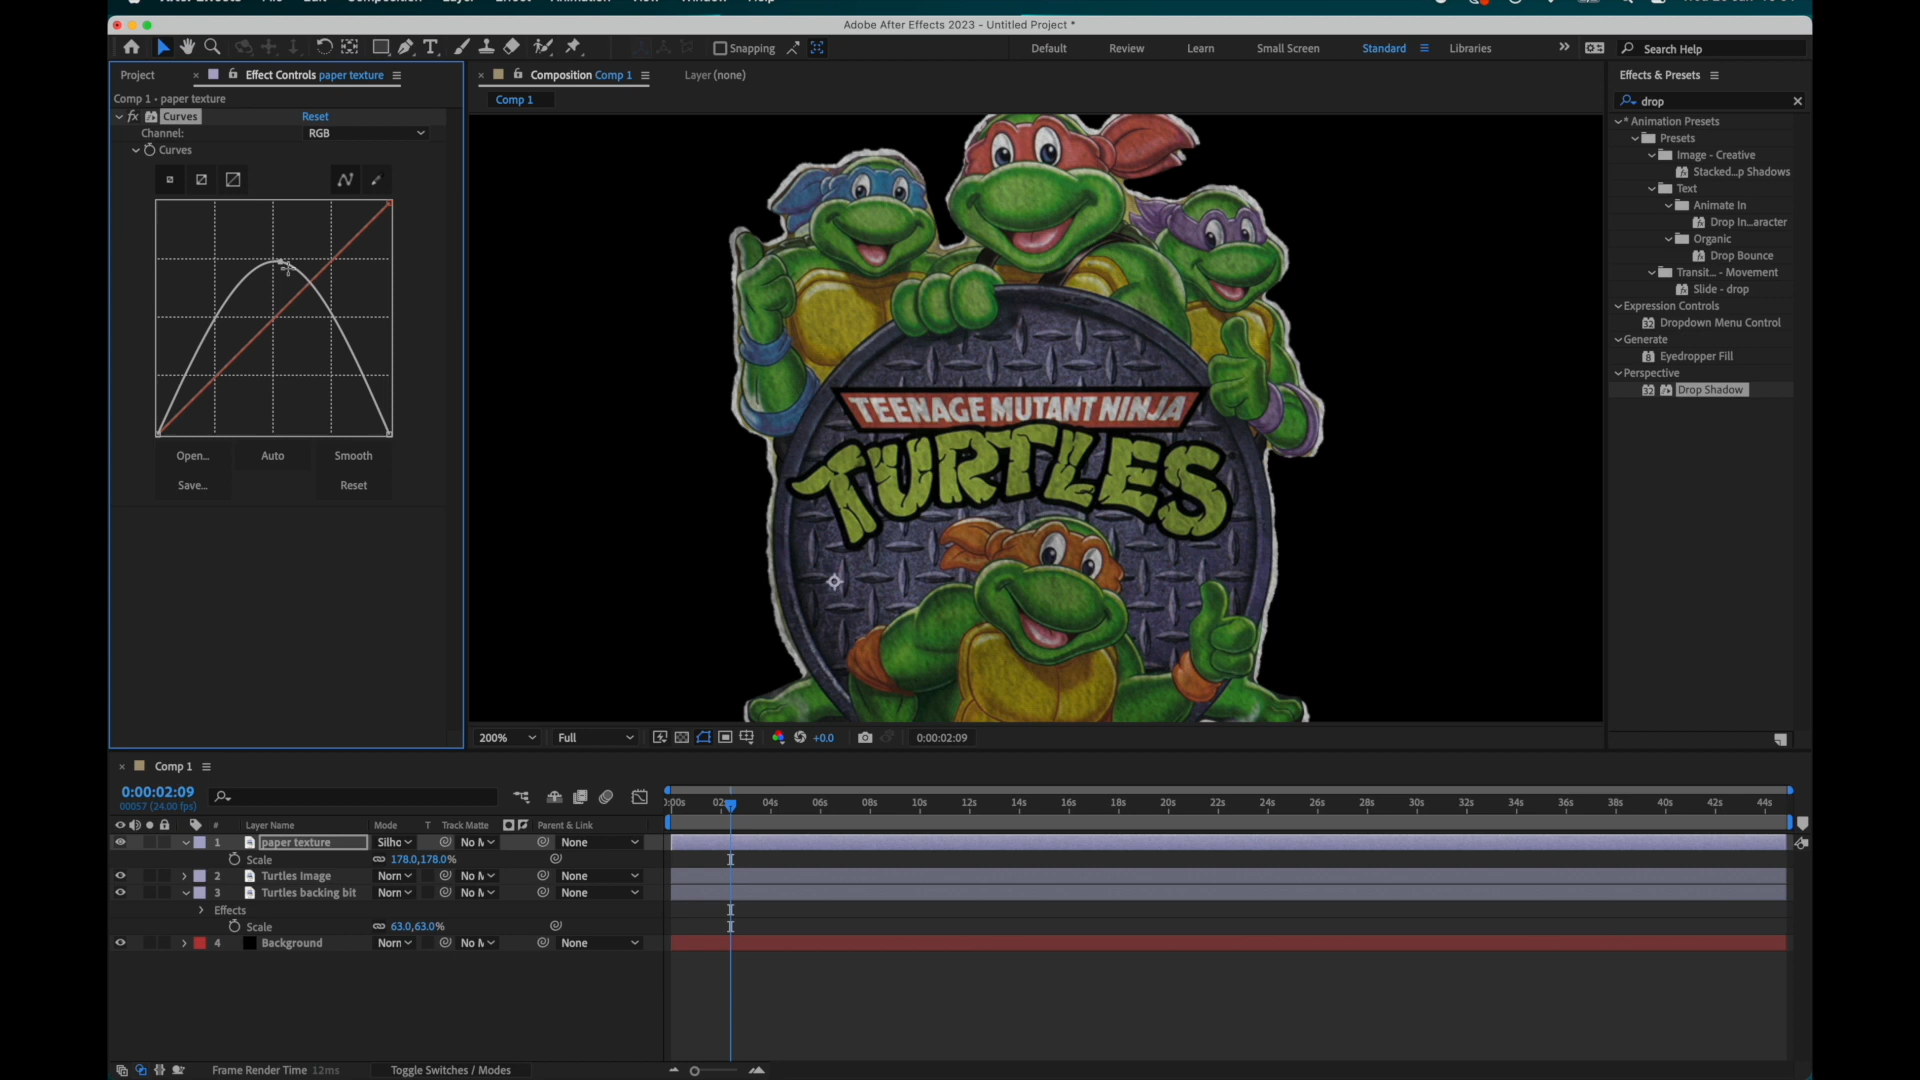 Adobe After Effects 2023 - Untitled Project *
Snapping
Default
Review
Learn
Small Screen
Standard
Libraries
Search Help
Project
Effect Controls paper texture
Composition Comp 1
Layer (none)
Effects & Presets
Comp 1 - paper texture
Comp 1
drop
Curves
Reset
Channel:
RGB
Curves
Open...
Auto
Smooth
Save...
Reset
* Animation Presets
Presets
Image - Creative
Stacked...p Shadows
Text
Animate In
Drop In...aracter
Organic
Drop Bounce
Transit... - Movement
Slide - drop
Expression Controls
Dropdown Menu Control
Generate
Eyedropper Fill
Perspective
Drop Shadow
TEENAGE MUTANT NINJA
TURTLES
200%
Full
+0.0
0:00:02:09
Comp 1
0:00:02:09
00057 (24.00 fps)
:00s 02s 04s 06s 08s 10s 12s 14s 16s 18s 20s 22s 24s 26s 28s 30s 32s 34s 36s 38s 40s 42s 44s
# Layer Name Mode T Track Matte Parent & Link
1 paper texture Silho No M None
Scale 178.0,178.0%
2 Turtles Image Norn No M None
3 Turtles backing bit Norn No M None
Effects
Scale 63.0,63.0%
4 Background Norn No M None
Frame Render Time 12ms
Toggle Switches / Modes